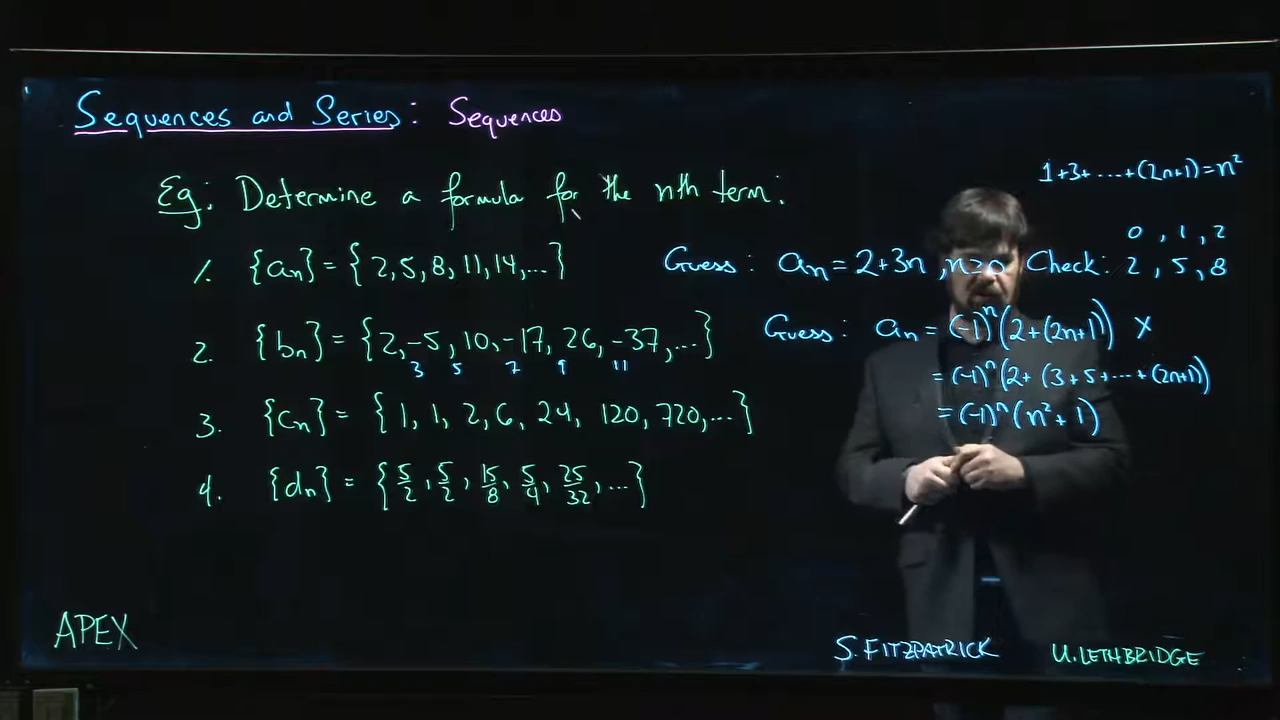 Sequences and Series: Sequences
1+3+⋯+(2n+1)=n²
Eg: Determine a formula for the nth term:
0, 1, 2
1. {aₙ} = {2, 5, 8, 11, 14, ...} Guess: aₙ = 2+3n, n≥0 Check: 2, 5, 8
2. {bₙ} = {2, -5, 10, -17, 26, -37, ...} Guess: aₙ = (-1)ⁿ(2+(2n+1)) X
3 5 7 9 11
= (-1)ⁿ(2+(3+5+⋯+(2n+1))
3. {cₙ} = {1, 1, 2, 6, 24, 120, 720, ...} = (-1)ⁿ(n²+1)
4. {dₙ} = {5/2, 5/2, 15/8, 5/4, 25/32, ...}
APEX
S. FITZPATRICK U. LETHBRIDGE